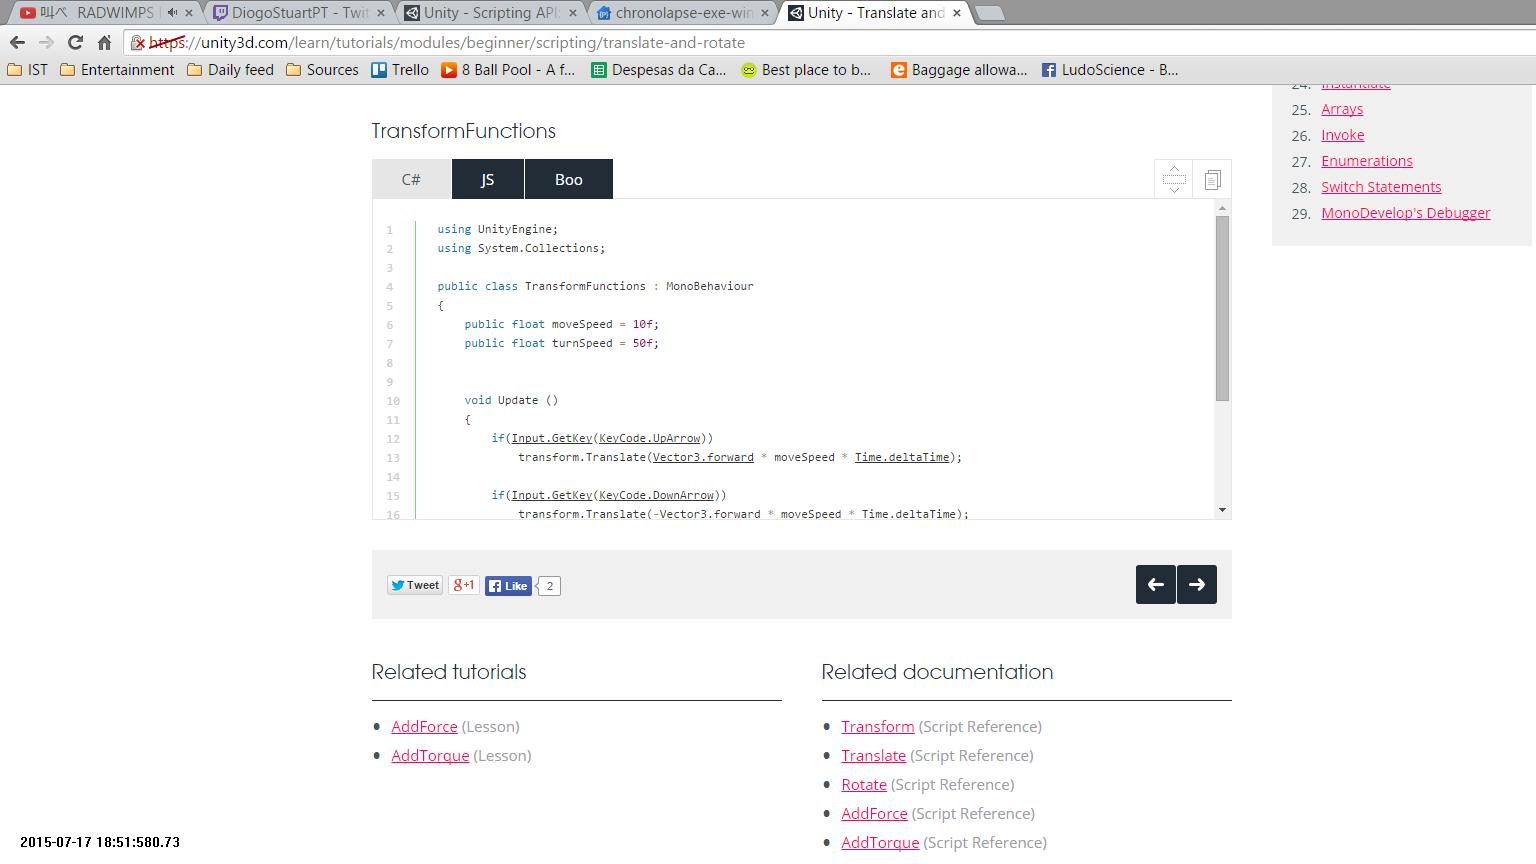 叫べ RADWIMPS
DiogoStuartPT - Twit
Unity - Scripting API:
chronolapse-exe-win
Unity - Translate and
https://unity3d.com/learn/tutorials/modules/beginner/scripting/translate-and-rotate
IST
Entertainment
Daily feed
Sources
Trello
8 Ball Pool - A f...
Despesas da Ca...
Best place to b...
Baggage allowa...
LudoScience - B...
24. Instantiate
25. Arrays
26. Invoke
27. Enumerations
28. Switch Statements
29. MonoDevelop's Debugger
TransformFunctions
C# JS Boo
1 using UnityEngine;
2 using System.Collections;
3
4 public class TransformFunctions : MonoBehaviour
5 {
6 public float moveSpeed = 10f;
7 public float turnSpeed = 50f;
8
9
10 void Update ()
11 {
12 if(Input.GetKey(KeyCode.UpArrow))
13 transform.Translate(Vector3.forward * moveSpeed * Time.deltaTime);
14
15 if(Input.GetKey(KeyCode.DownArrow))
16 transform.Translate(-Vector3.forward * moveSpeed * Time.deltaTime);
Tweet
g+1
Like
2
Related tutorials
AddForce (Lesson)
AddTorque (Lesson)
Related documentation
Transform (Script Reference)
Translate (Script Reference)
Rotate (Script Reference)
AddForce (Script Reference)
AddTorque (Script Reference)
2015-07-17 18:51:580.73